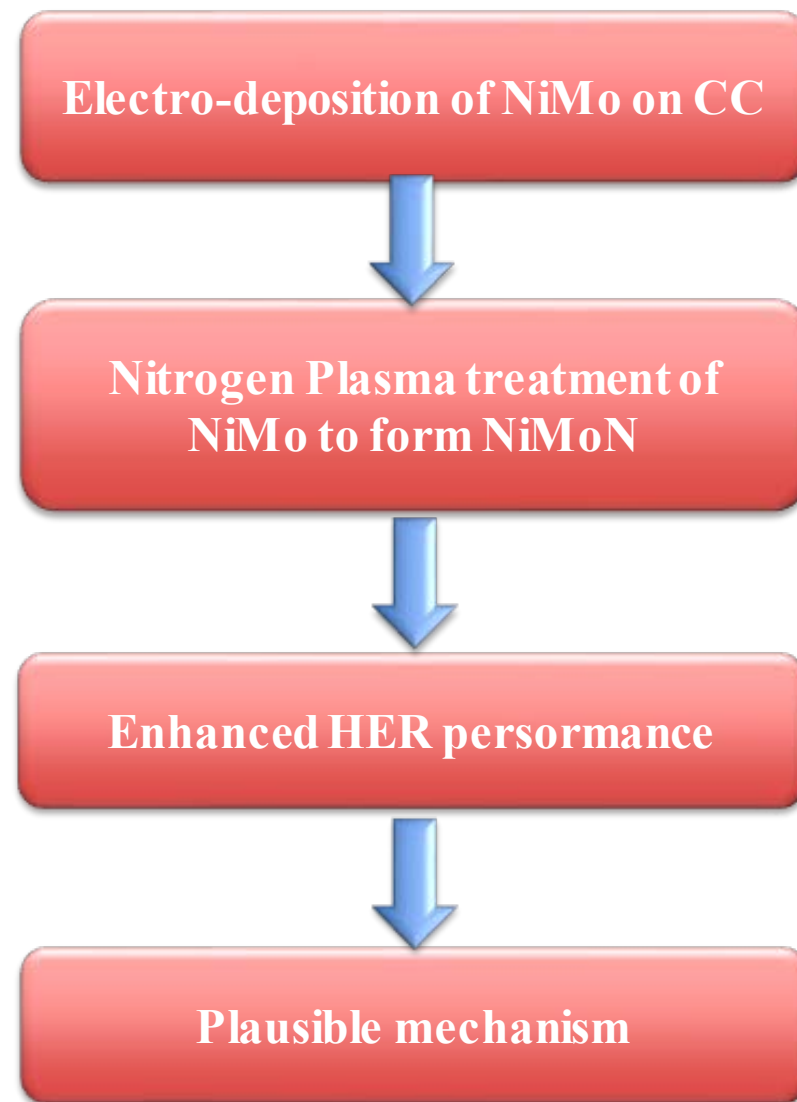 Electro-deposition of NiMo on CC
Nitrogen Plasma treatment of
NiMo to form NiMoN
Enhanced HER persormance
Plausible mechanism